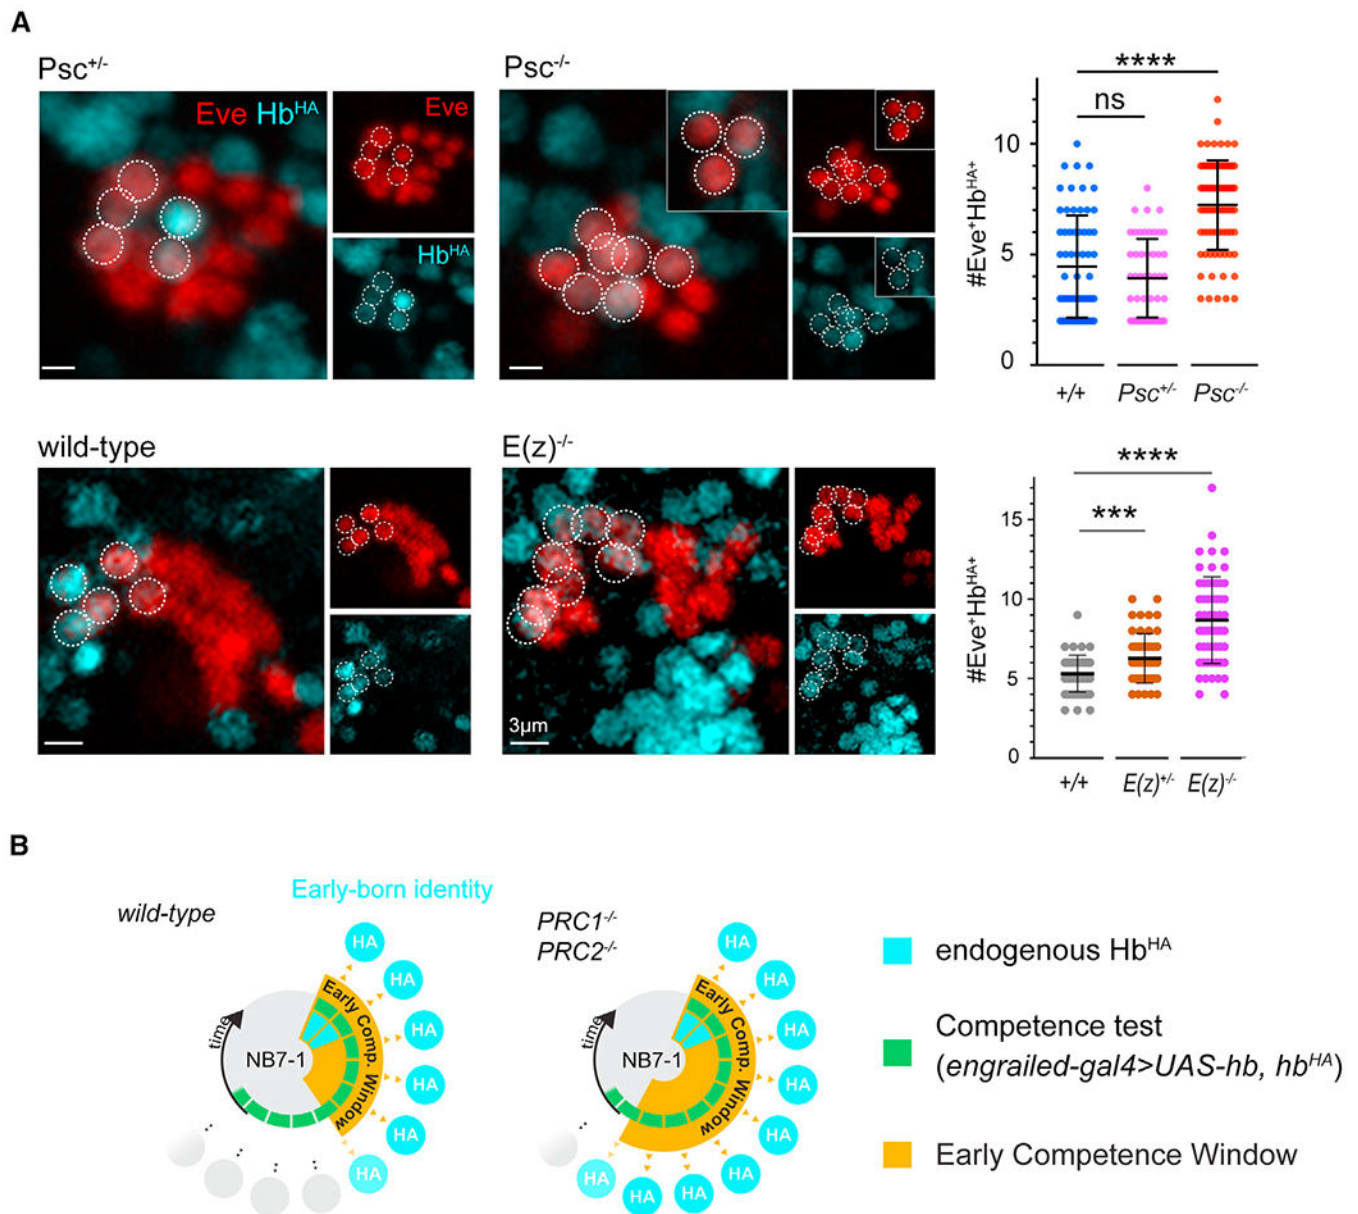 A
Psc+/-
Eve HbHA
Eve
HbHA
Psc-/-
****
ns
#Eve+HbHA+
10
5
0
+/+
Psc+/-
Psc-/-
wild-type
E(z)-/-
3µm
****
***
#Eve+HbHA+
15
10
5
0
+/+
E(z)+/-
E(z)-/-
B
wild-type
Early-born identity
HA
HA
HA
HA
HA
HA
Early Comp. Window
time
NB7-1
PRC1-/-
PRC2-/-
HA
HA
HA
HA
HA
HA
HA
HA
HA
Early Comp. Window
time
NB7-1
endogenous HbHA
Competence test
(engrailed-gal4>UAS-hb, hbHA)
Early Competence Window